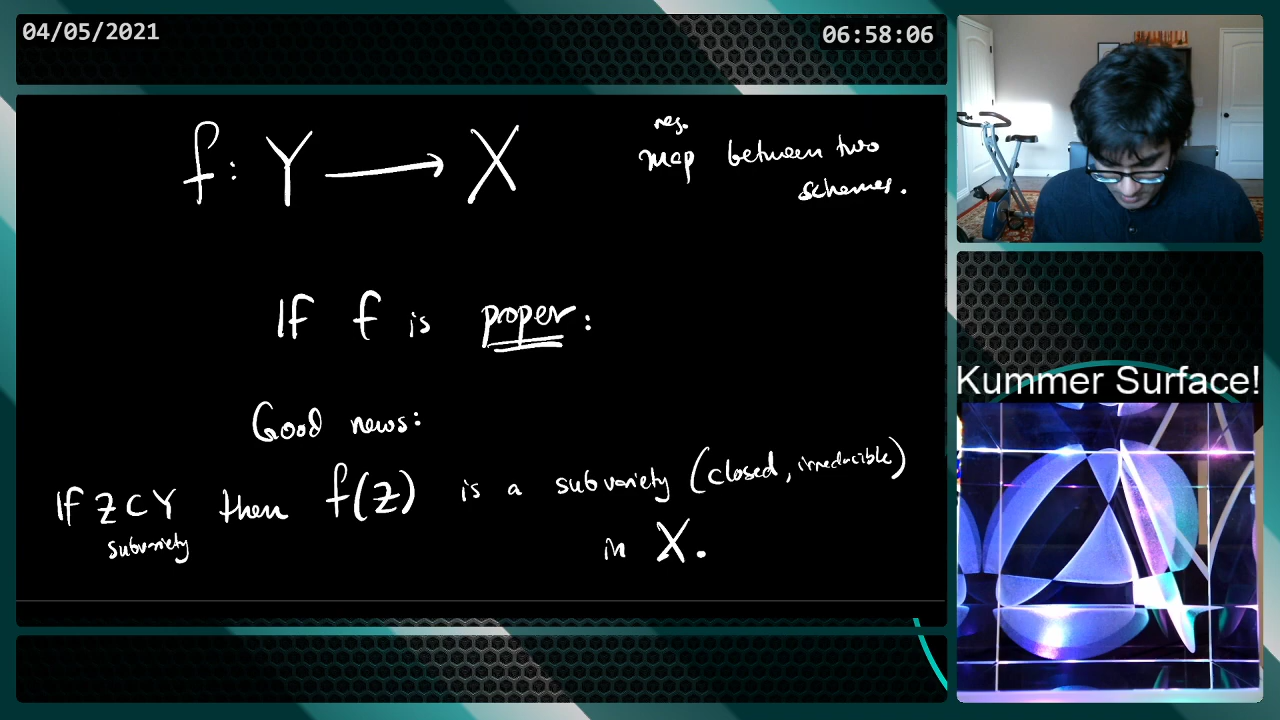 04/05/2021
06:58:06
f: Y → X
reg.
map between two
schemes.
If f is proper:
Good news:
If Z ⊂ Y then f(Z) is a subvariety (closed, irreducible)
subvariety
in X.
Kummer Surface!